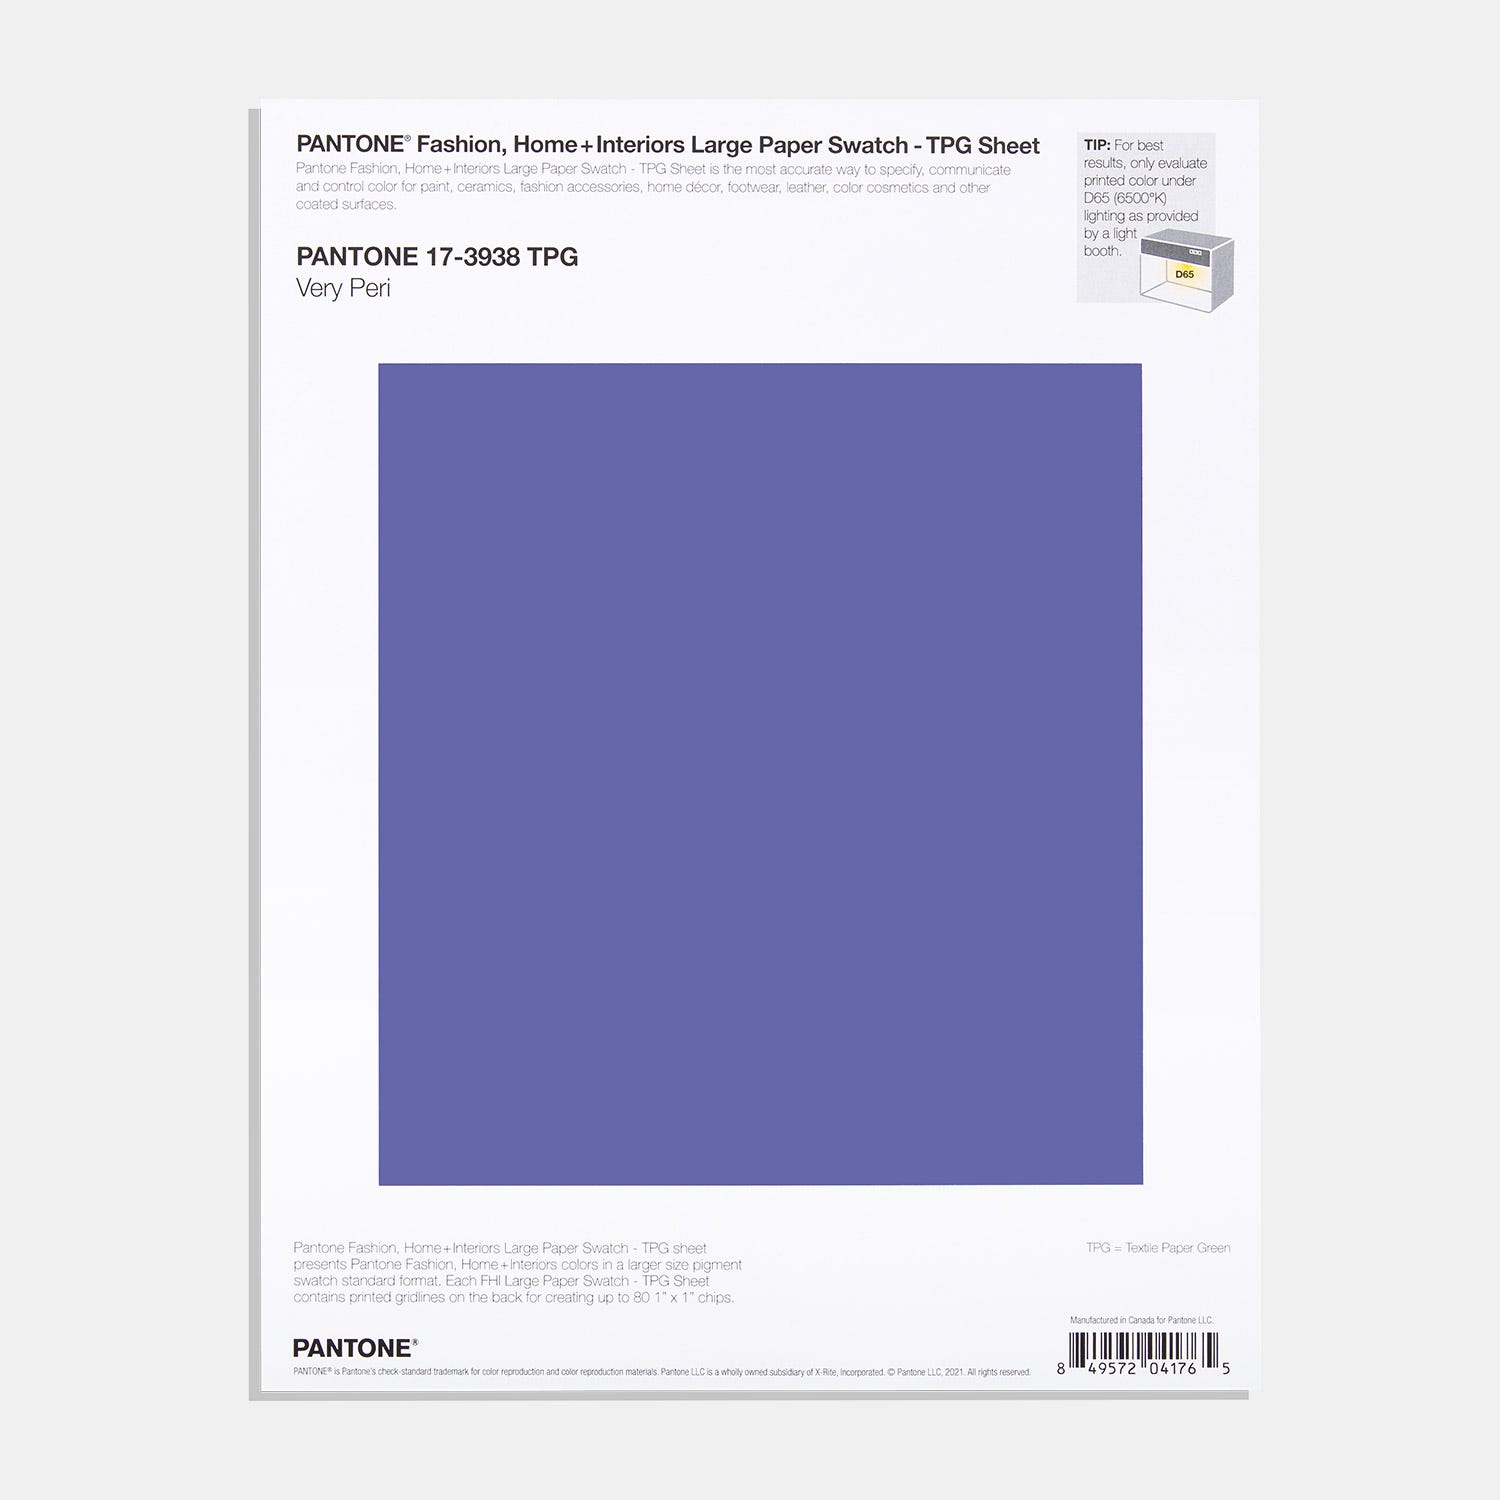 PANTONE® Fashion, Home+Interiors Large Paper Swatch - TPG Sheet
Pantone Fashion, Home+Interiors Large Paper Swatch - TPG Sheet is the most accurate way to specify, communicate
and control color for paint, ceramics, fashion accessories, home décor, footwear, leather, color cosmetics and other
coated surfaces.
PANTONE 17-3938 TPG
Very Peri
TIP: For best
results, only evaluate
printed color under
D65 (6500°K)
lighting as provided
by a light
booth.
D65
Pantone Fashion, Home+Interiors Large Paper Swatch - TPG sheet
presents Pantone Fashion, Home+Interiors colors in a larger size pigment
swatch standard format. Each FHI Large Paper Swatch - TPG Sheet
contains printed gridlines on the back for creating up to 80 1" x 1" chips.
TPG = Textile Paper Green
PANTONE®
PANTONE® is Pantone's check-standard trademark for color reproduction and color reproduction materials. Pantone LLC is a wholly owned subsidiary of X-Rite, Incorporated. © Pantone LLC, 2021. All rights reserved.
Manufactured in Canada for Pantone LLC.
8 49572 04176 5